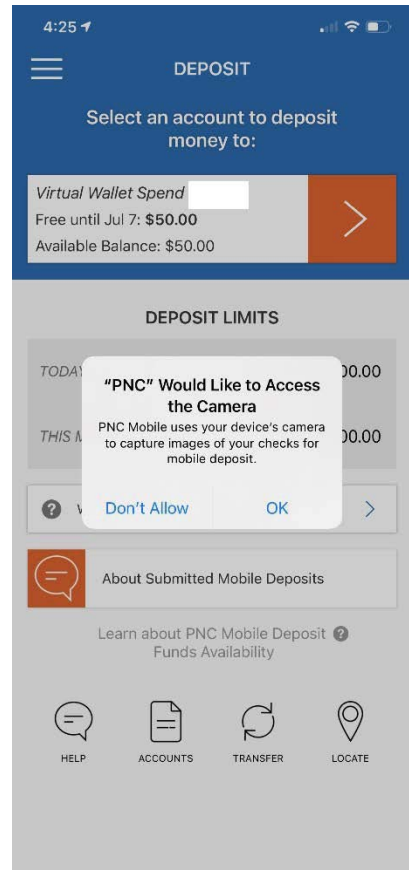 4:25
DEPOSIT
Select an account to deposit
money to:
Virtual Wallet Spend
Free until Jul 7: $50.00
Available Balance: $50.00
DEPOSIT LIMITS
00.00
"PNC" Would Like to Access
the Camera
THIS
00.00
PNC Mobile uses your device's camera
to capture images of your checks for
mobile deposit.
Don't Allow
OK
About Submitted Mobile Deposits
Learn about PNC Mobile Deposit
Funds Availability
HELP
ACCOUNTS
TRANSFER
LOCATE